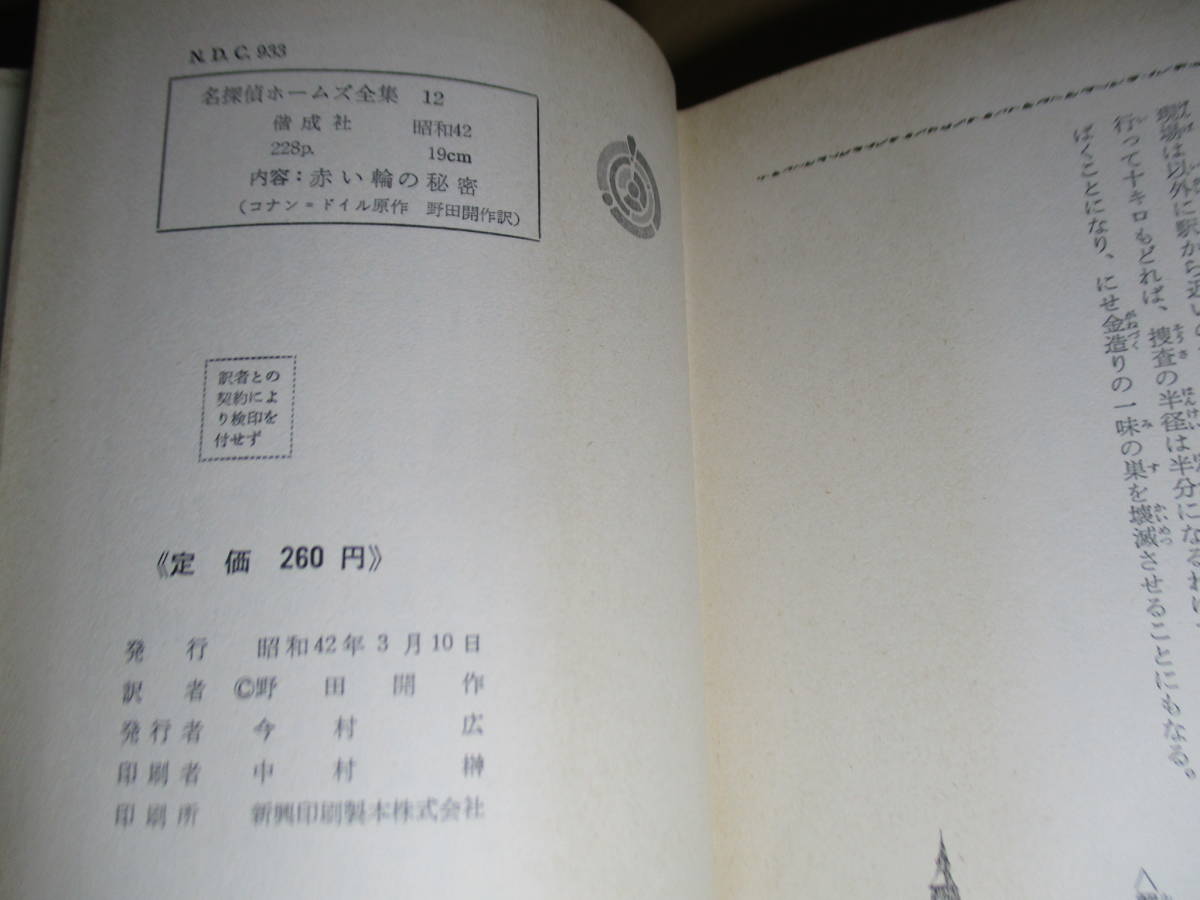 N. D. C. 933
名探偵ホームズ全集 12
偕成社 昭和42
228p. 19cm
内容：赤い輪の秘密
(コナン＝ドイル原作 野田開作訳)
訳者との
契約によ
り検印を
付せず
《定 価 260 円》
発 行 昭和42年3月10日
訳 者 ©野 田 開 作
発行者 今 村 広
印刷者 中 村 榊
印刷所 新興印刷製本株式会社
現場は以外に駅から近い
行って十キロもどれば、捜査の半径は半分になるわけ
ばくことになり、にせ金造りの一味の巣を壊滅させることにもなる。